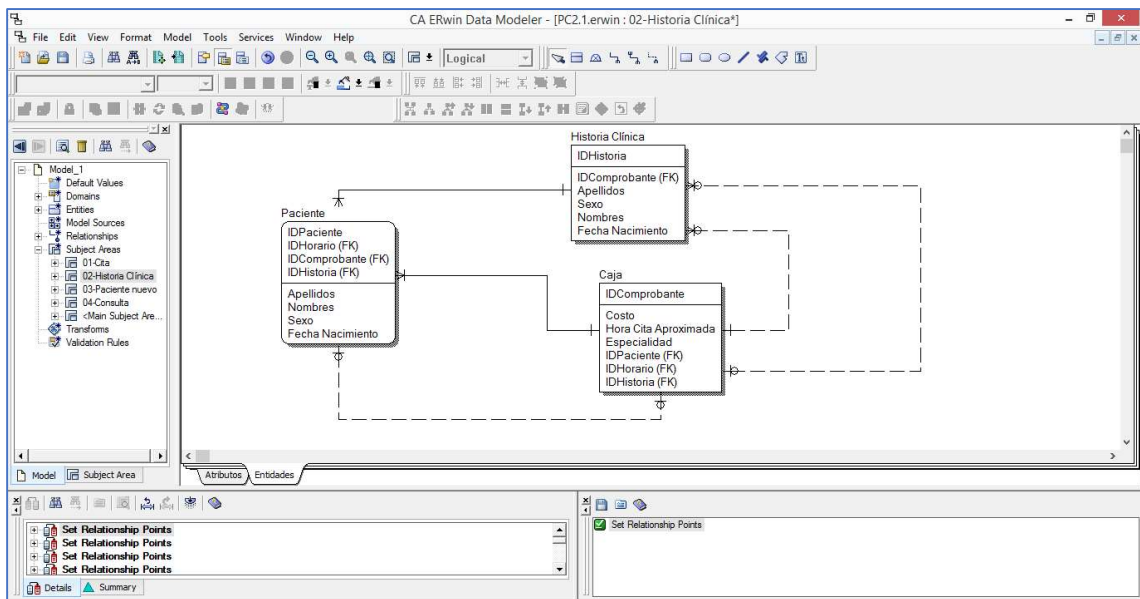 CA ERwin Data Modeler - [PC2.1.erwin : 02-Historia Clínica*]
File Edit View Format Model Tools Services Window Help
Logical
Model_1
Default Values
Domains
Entities
Model Sources
Relationships
Subject Areas
01-Cita
02-Historia Clínica
03-Paciente nuevo
04-Consulta
<Main Subject Are...
Transforms
Validation Rules
Model Subject Area
Historia Clínica
IDHistoria
IDComprobante (FK)
Apellidos
Sexo
Nombres
Fecha Nacimiento
Paciente
IDPaciente
IDHorario (FK)
IDComprobante (FK)
IDHistoria (FK)
Apellidos
Nombres
Sexo
Fecha Nacimiento
Caja
IDComprobante
Costo
Hora Cita Aproximada
Especialidad
IDPaciente (FK)
IDHorario (FK)
IDHistoria (FK)
Atributos Entidades
Set Relationship Points
Set Relationship Points
Set Relationship Points
Set Relationship Points
Details Summary
Set Relationship Points